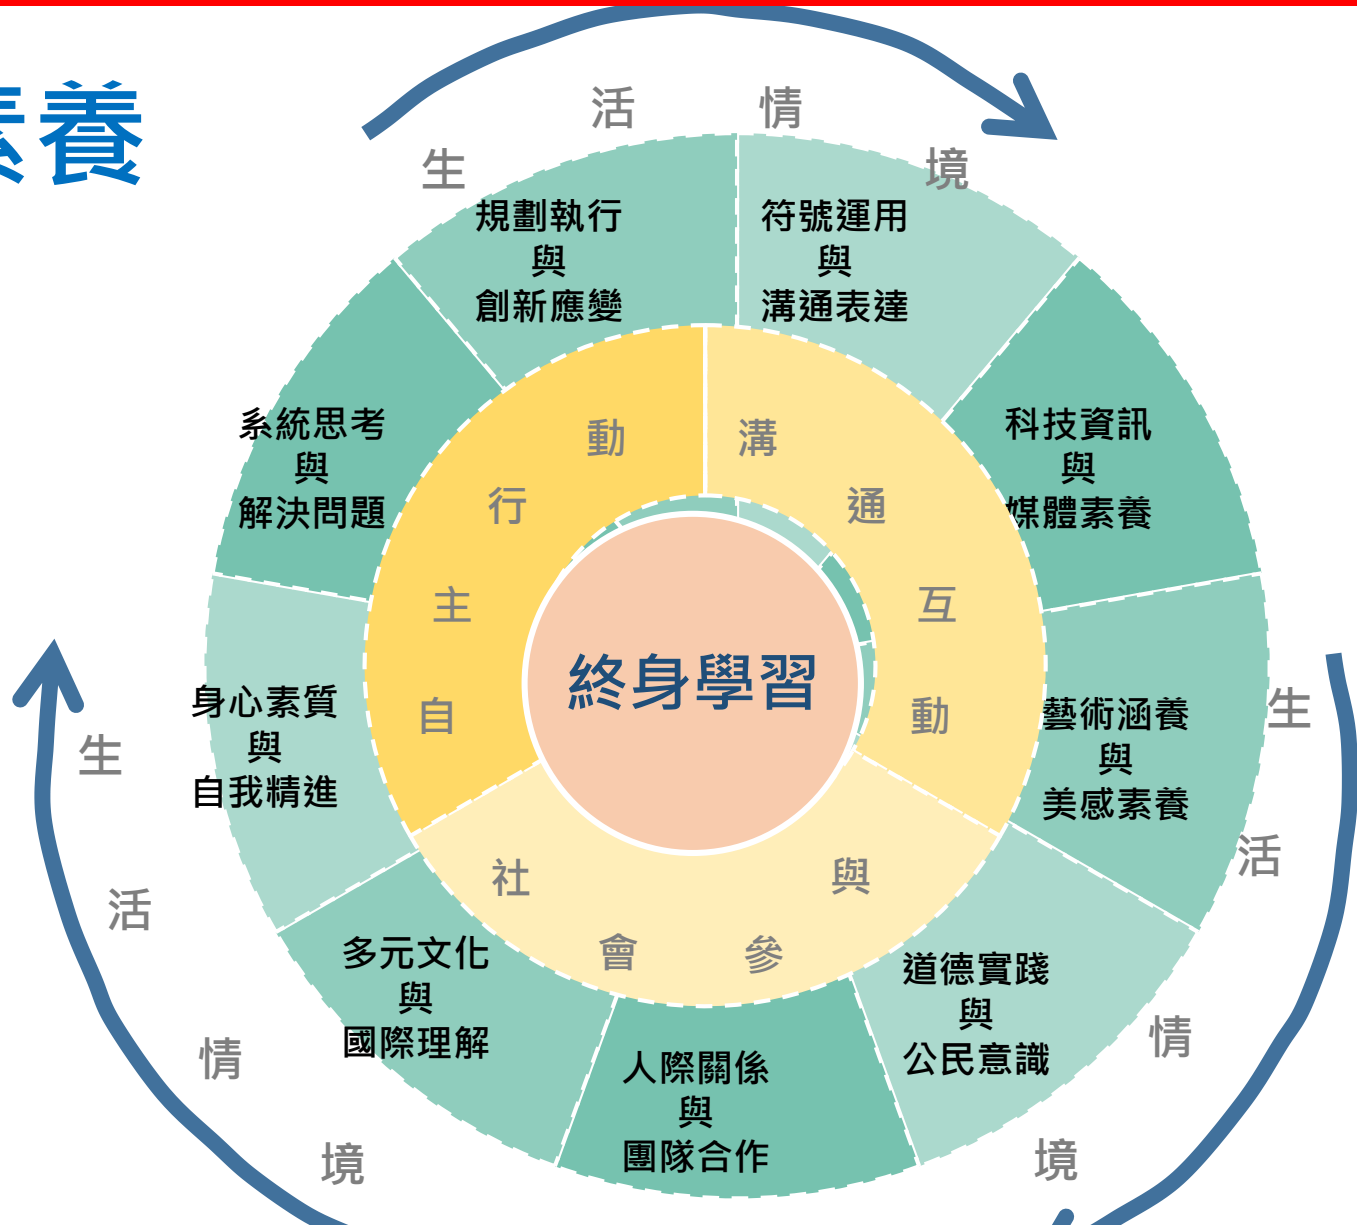 素養
生活情境
規劃執行
與
創新應變
符號運用
與
溝通表達
系統思考
與
解決問題
科技資訊
與
媒體素養
身心素質
與
自我精進
藝術涵養
與
美感素養
多元文化
與
國際理解
人際關係
與
團隊合作
道德實踐
與
公民意識
自主行動
溝通互動
社會參與
終身學習
生活情境
生活情境